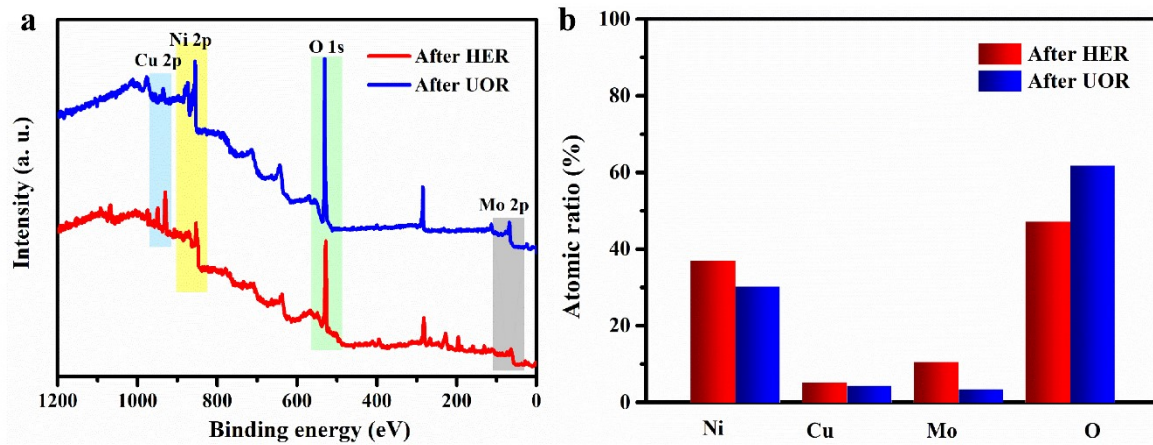 a
Cu 2p
Ni 2p
O 1s
Mo 2p
After HER
After UOR
Intensity (a. u.)
1200 1000 800 600 400 200 0
Binding energy (eV)
b
After HER
After UOR
Atomic ratio (%)
100
80
60
40
20
0
Ni Cu Mo O